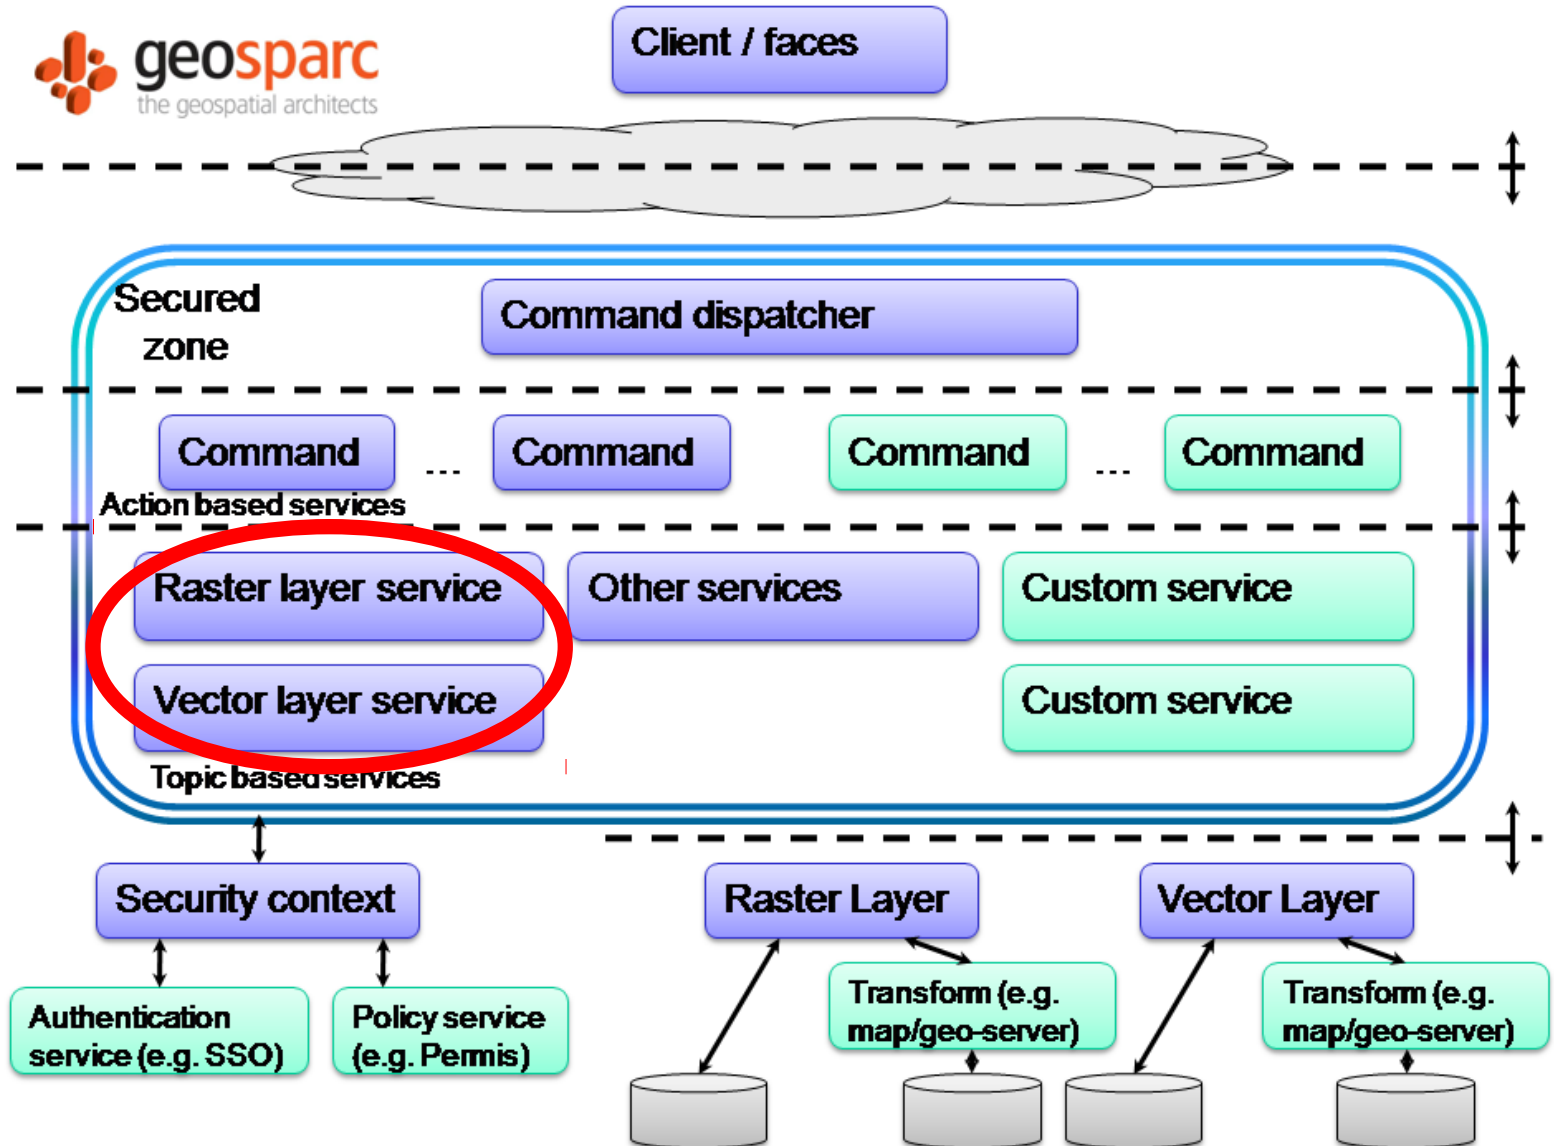 geosparc
the geospatial architects
Client / faces
Secured
zone
Command dispatcher
Command
...
Command
Command
...
Command
Action based services
Raster layer service
Other services
Custom service
Vector layer service
Custom service
Topic based services
Security context
Raster Layer
Vector Layer
Authentication
service (e.g. SSO)
Policy service
(e.g. Permis)
Transform (e.g.
map/geo-server)
Transform (e.g.
map/geo-server)